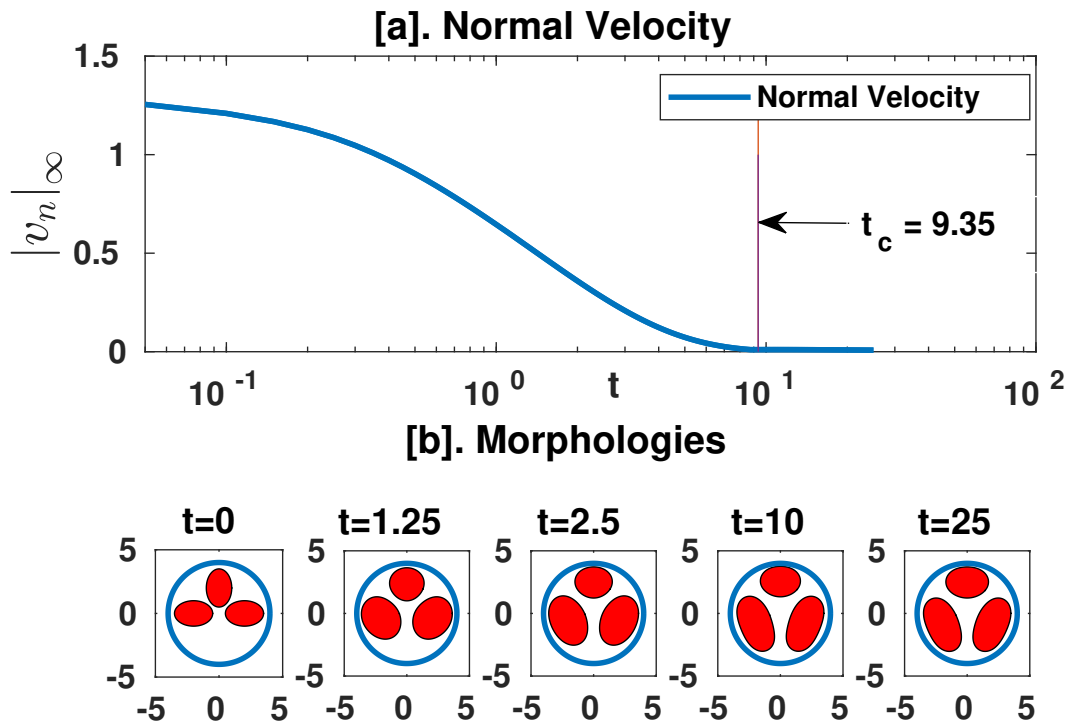 [a]. Normal Velocity
1.5
1
0.5
0
|v_n|_∞
Normal Velocity
t_c = 9.35
10^-1
10^0
t
10^1
10^2
[b]. Morphologies
t=0
t=1.25
t=2.5
t=10
t=25
5 5 5 5 5
0 0 0 0 0
-5 -5 -5 -5 -5
-5 0 5 -5 0 5 -5 0 5 -5 0 5 -5 0 5